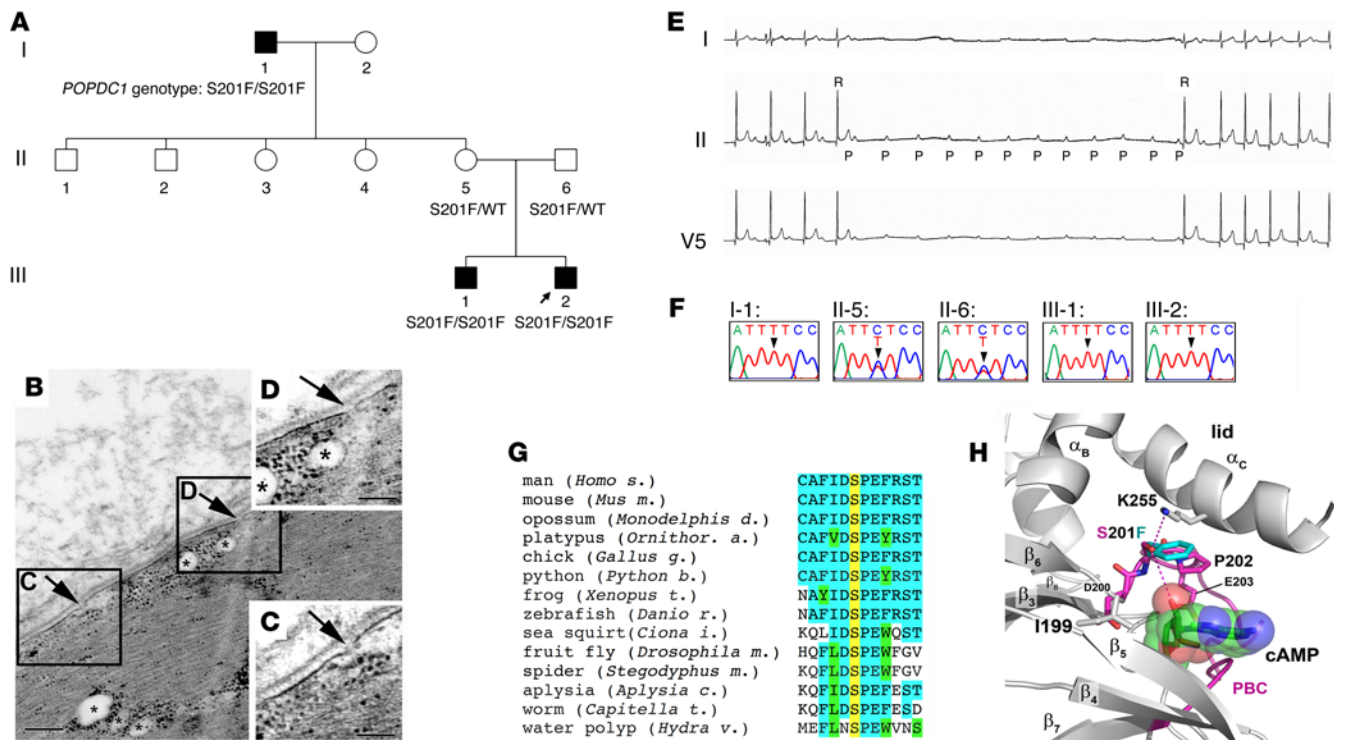 A
I
1
2
POPDC1 genotype: S201F/S201F
II
1
2
3
4
5
6
S201F/WT
S201F/WT
III
1
2
S201F/S201F
S201F/S201F
B
D
*
*
D
*
*
C
C
*
*
*
E
I
R
R
II
P P P P P P P P P P P P
V5
F
I-1:
II-5:
II-6:
III-1:
III-2:
A T T T T C C
A T T C T C C
T
A T T C T C C
T
A T T T T C C
A T T T T C C
G
man (Homo s.) CAFIDSPEFRST
mouse (Mus m.) CAFIDSPEFRST
opossum (Monodelphis d.) CAFIDSPEFRST
platypus (Ornithor. a.) CAFVDSPEYRST
chick (Gallus g.) CAFIDSPEFRST
python (Python b.) CAFIDSPEYRST
frog (Xenopus t.) NAYIDSPEFRST
zebrafish (Danio r.) NAFIDSPEFRST
sea squirt(Ciona i.) KQLIDSPEWQST
fruit fly (Drosophila m.) HQFLDSPEWFGV
spider (Stegodyphus m.) KQFLDSPEWFGV
aplysia (Aplysia c.) KQFIDSPEFEST
worm (Capitella t.) KQFLDSPEFESD
water polyp (Hydra v.) MEFLNSPEWVNS
H
lid
αB
αC
K255
S201F
P202
β6
β8
E203
D200
β3
I199
β5
cAMP
PBC
β4
β7